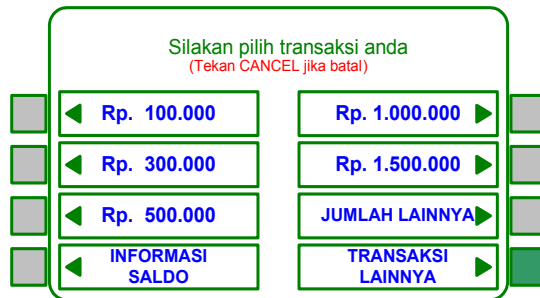 Silakan pilih transaksi anda
(Tekan CANCEL jika batal)
Rp. 100.000
Rp. 1.000.000
Rp. 300.000
Rp. 1.500.000
Rp. 500.000
JUMLAH LAINNYA
INFORMASI
SALDO
TRANSAKSI
LAINNYA